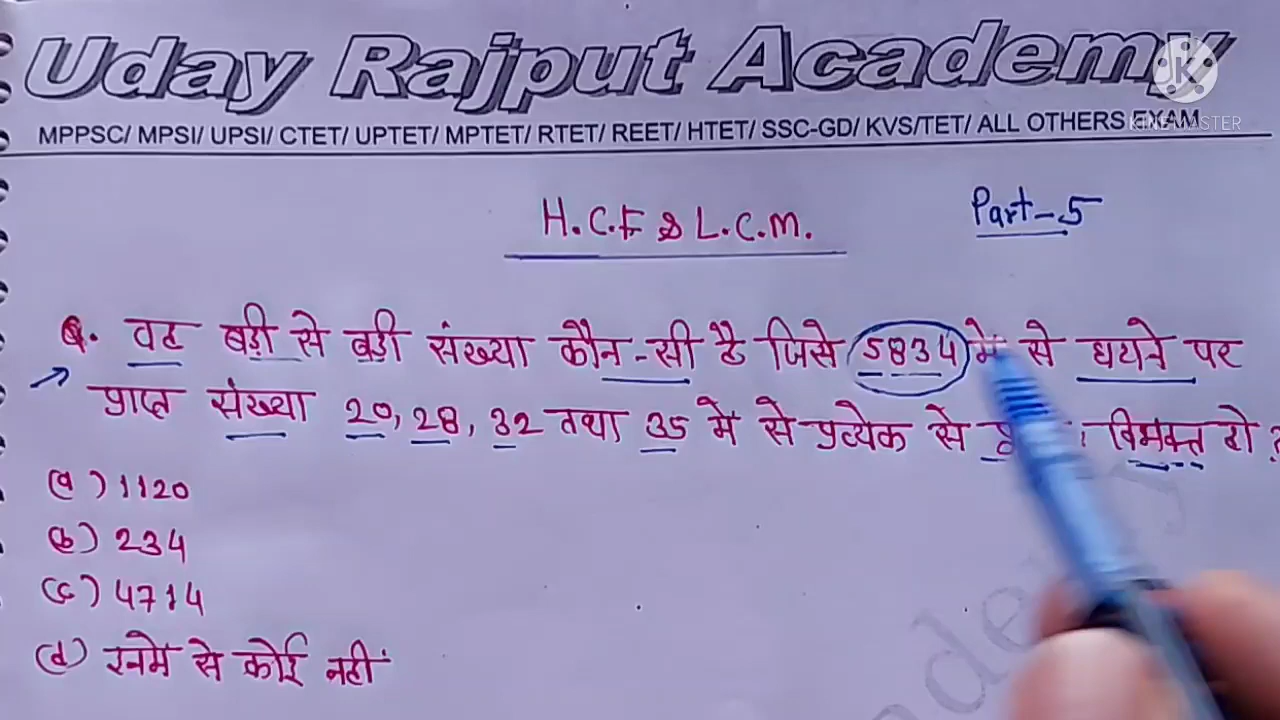 Uday Rajput Academy
MPPSC/ MPSI/ UPSI/ CTET/ UPTET/ MPTET/ RTET/ REET/ HTET/ SSC-GD/ KVS/TET/ ALL OTHERS EXAM
KINEMASTER
H.C.F & L.C.M.
Part-5
Q. वह बड़ी से बड़ी संख्या कौन-सी है जिसे 5834 में से घटाने पर
प्राप्त संख्या 20, 28, 32 तथा 35 में से प्रत्येक से विभक्त हो ?
(a) 1120
(b) 234
(c) 4714
(d) इनमे से कोई नहीं